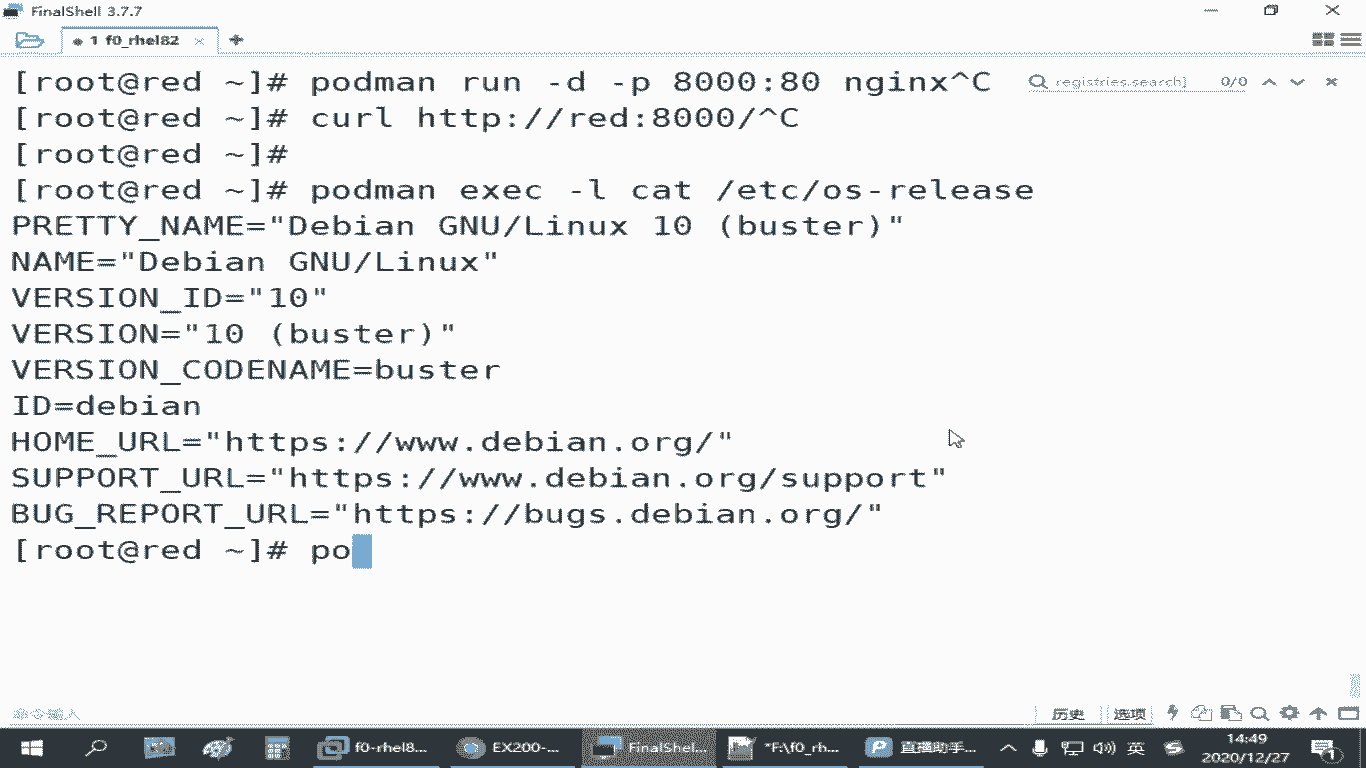 FinalShell 3.7.7
1 f0_rhel82
[root@red ~]# podman run -d -p 8000:80 nginx^C
registries.search] 0/0
[root@red ~]# curl http://red:8000/^C
[root@red ~]#
[root@red ~]# podman exec -l cat /etc/os-release
PRETTY_NAME="Debian GNU/Linux 10 (buster)"
NAME="Debian GNU/Linux"
VERSION_ID="10"
VERSION="10 (buster)"
VERSION_CODENAME=buster
ID=debian
HOME_URL="https://www.debian.org/"
SUPPORT_URL="https://www.debian.org/support"
BUG_REPORT_URL="https://bugs.debian.org/"
[root@red ~]# po
命令输入 历史 选项
f0-rhel8... EX200-... FinalShel... *F:\f0_rh... 直播助手... 英 14:49
2020/12/27
1